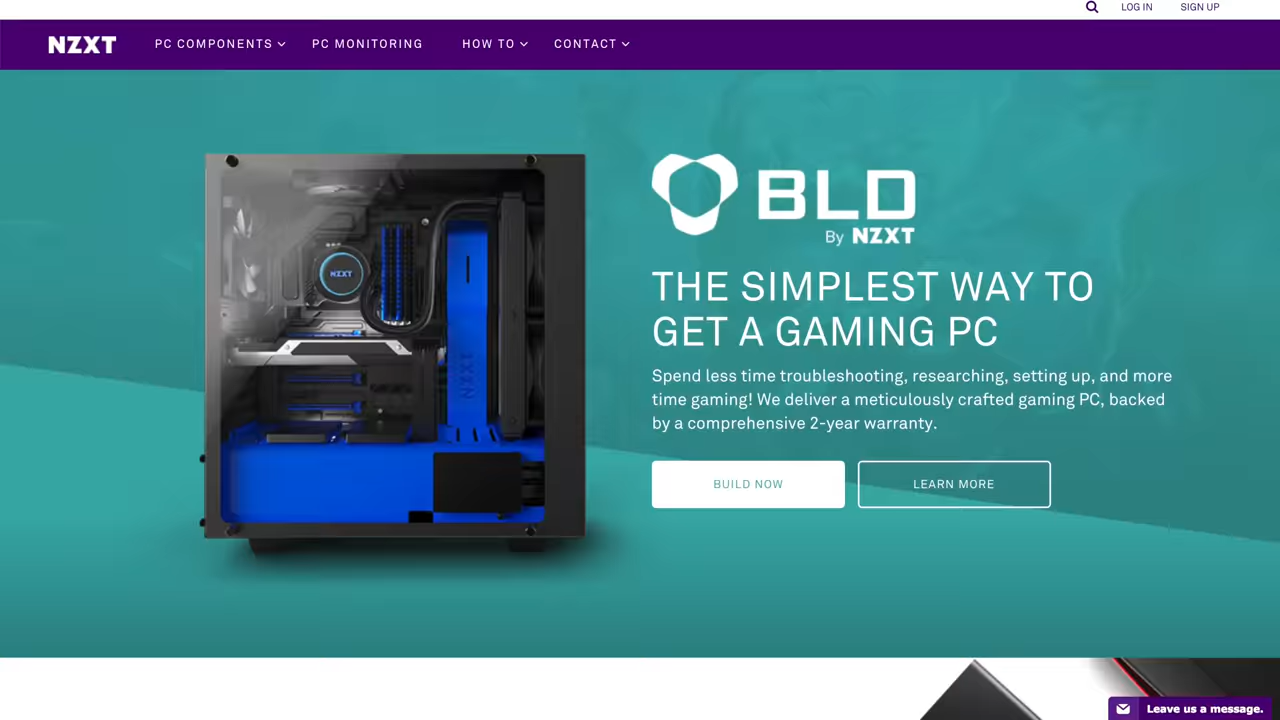 LOG IN
SIGN UP
NZXT
PC COMPONENTS
PC MONITORING
HOW TO
CONTACT
BLD
By NZXT
NZXT
NZXT
THE SIMPLEST WAY TO
GET A GAMING PC
Spend less time troubleshooting, researching, setting up, and more
time gaming! We deliver a meticulously crafted gaming PC, backed
by a comprehensive 2-year warranty.
BUILD NOW
LEARN MORE
Leave us a message.